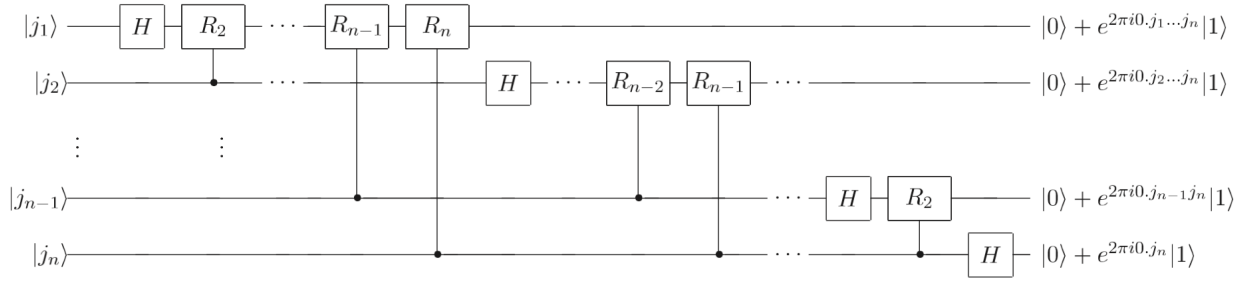 |j₁⟩ H R₂ ··· Rₙ₋₁ Rₙ |0⟩ + e^{2πi0.j₁...jₙ}|1⟩
|j₂⟩ ··· H ··· Rₙ₋₂ Rₙ₋₁ ··· |0⟩ + e^{2πi0.j₂...jₙ}|1⟩
⋮ ⋮
|jₙ₋₁⟩ ··· H R₂ |0⟩ + e^{2πi0.jₙ₋₁jₙ}|1⟩
|jₙ⟩ ··· H |0⟩ + e^{2πi0.jₙ}|1⟩